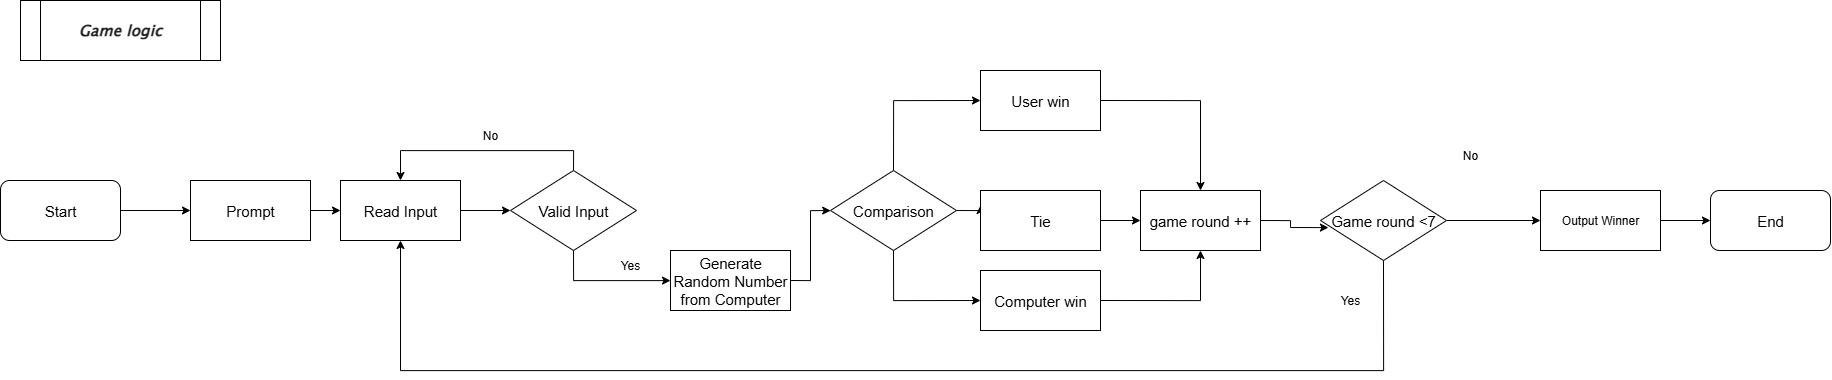 Game logic
Start
Prompt
Read Input
No
Valid Input
Yes
Generate
Random Number
from Computer
Comparison
User win
Tie
Computer win
game round ++
Game round <7
No
Yes
Output Winner
End